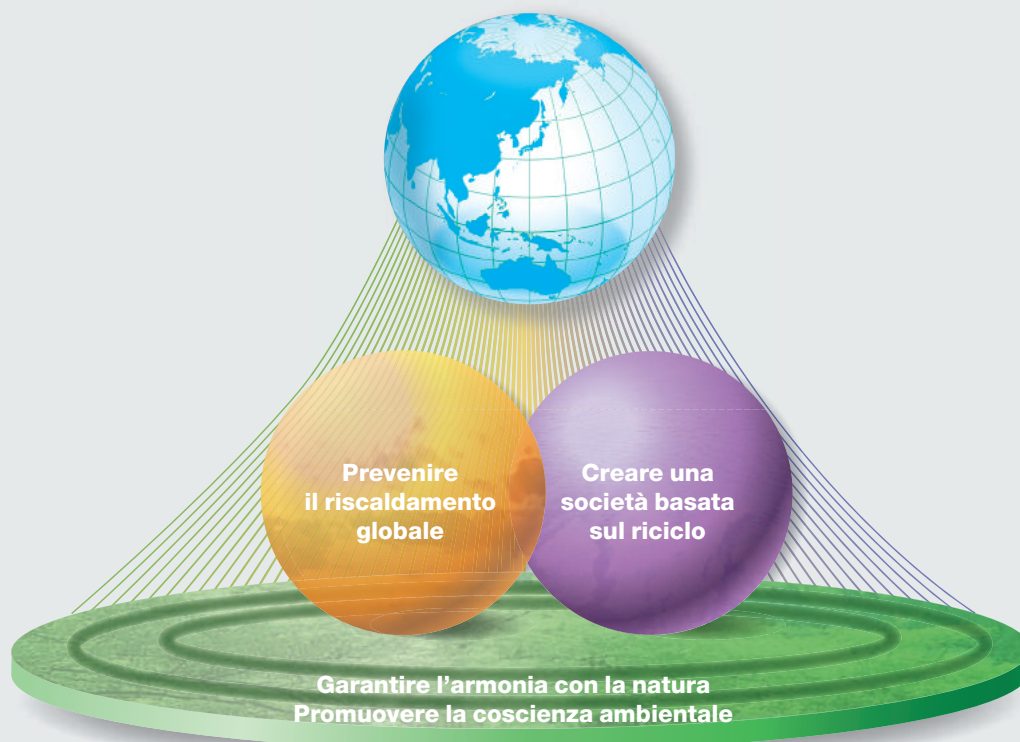 Prevenire
il riscaldamento
globale
Creare una
società basata
sul riciclo
Garantire l’armonia con la natura
Promuovere la coscienza ambientale